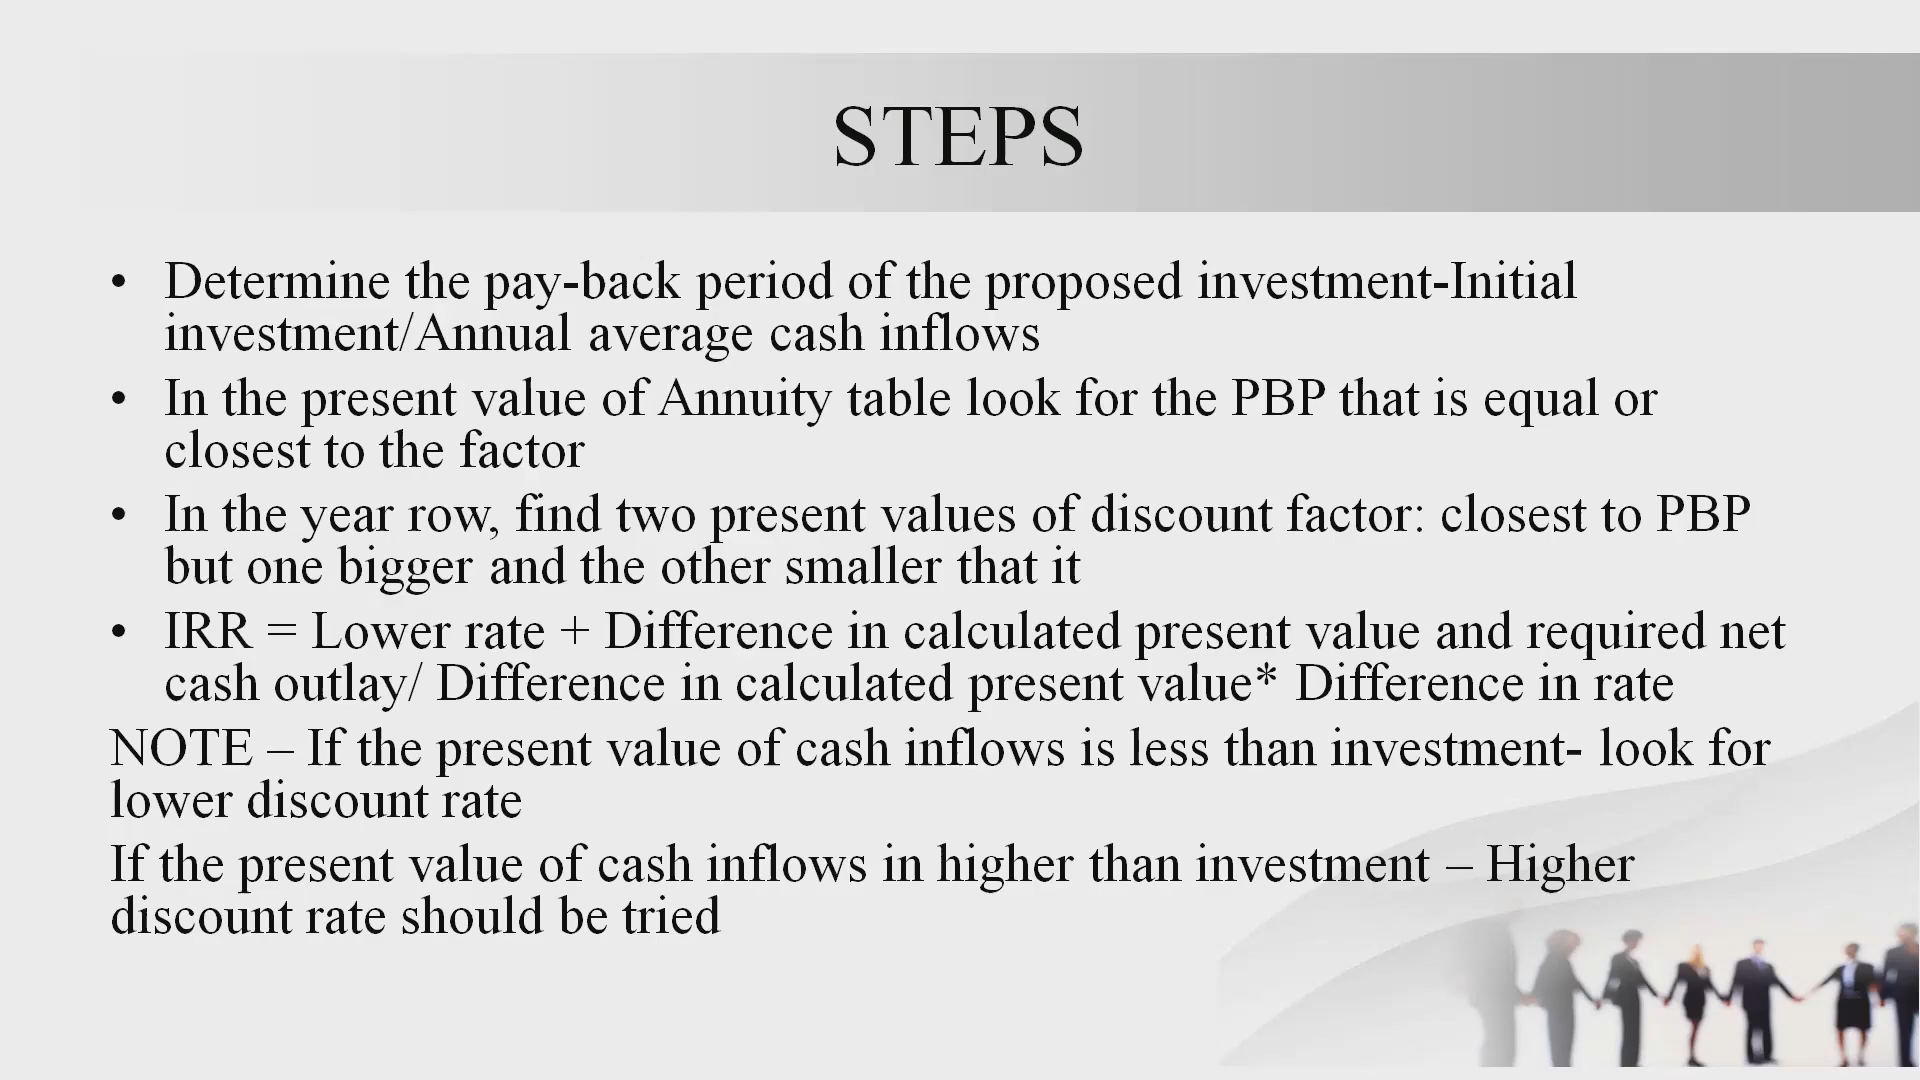 STEPS
• Determine the pay-back period of the proposed investment-Initial
investment/Annual average cash inflows
• In the present value of Annuity table look for the PBP that is equal or
closest to the factor
• In the year row, find two present values of discount factor: closest to PBP
but one bigger and the other smaller that it
• IRR = Lower rate + Difference in calculated present value and required net
cash outlay/ Difference in calculated present value* Difference in rate
NOTE – If the present value of cash inflows is less than investment- look for
lower discount rate
If the present value of cash inflows in higher than investment – Higher
discount rate should be tried